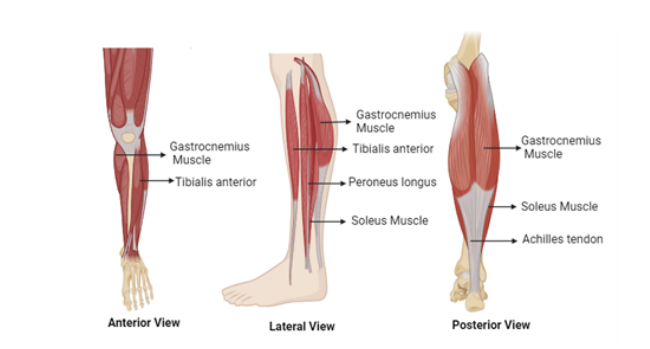 Gastrocnemius
Muscle
Tibialis anterior
Anterior View
Gastrocnemius
Muscle
Tibialis anterior
Peroneus longus
Soleus Muscle
Lateral View
Gastrocnemius
Muscle
Soleus Muscle
Achilles tendon
Posterior View